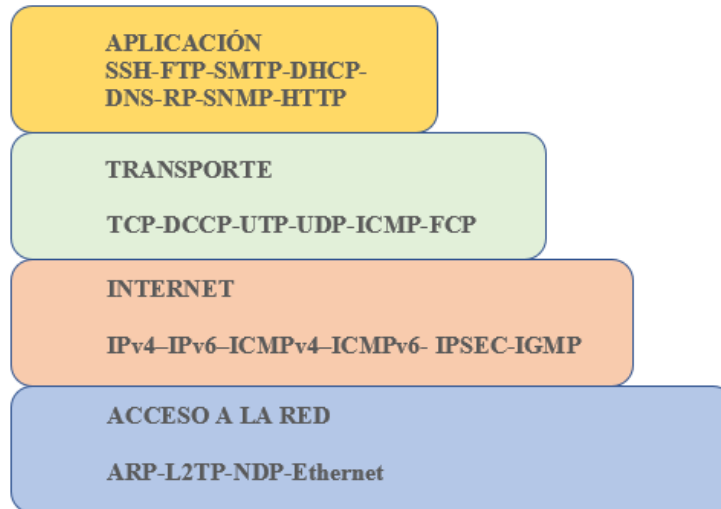 APLICACIÓN
SSH-FTP-SMTP-DHCP-
DNS-RP-SNMP-HTTP
TRANSPORTE
TCP-DCCP-UTP-UDP-ICMP-FCP
INTERNET
IPv4–IPv6–ICMPv4–ICMPv6- IPSEC-IGMP
ACCESO A LA RED
ARP-L2TP-NDP-Ethernet